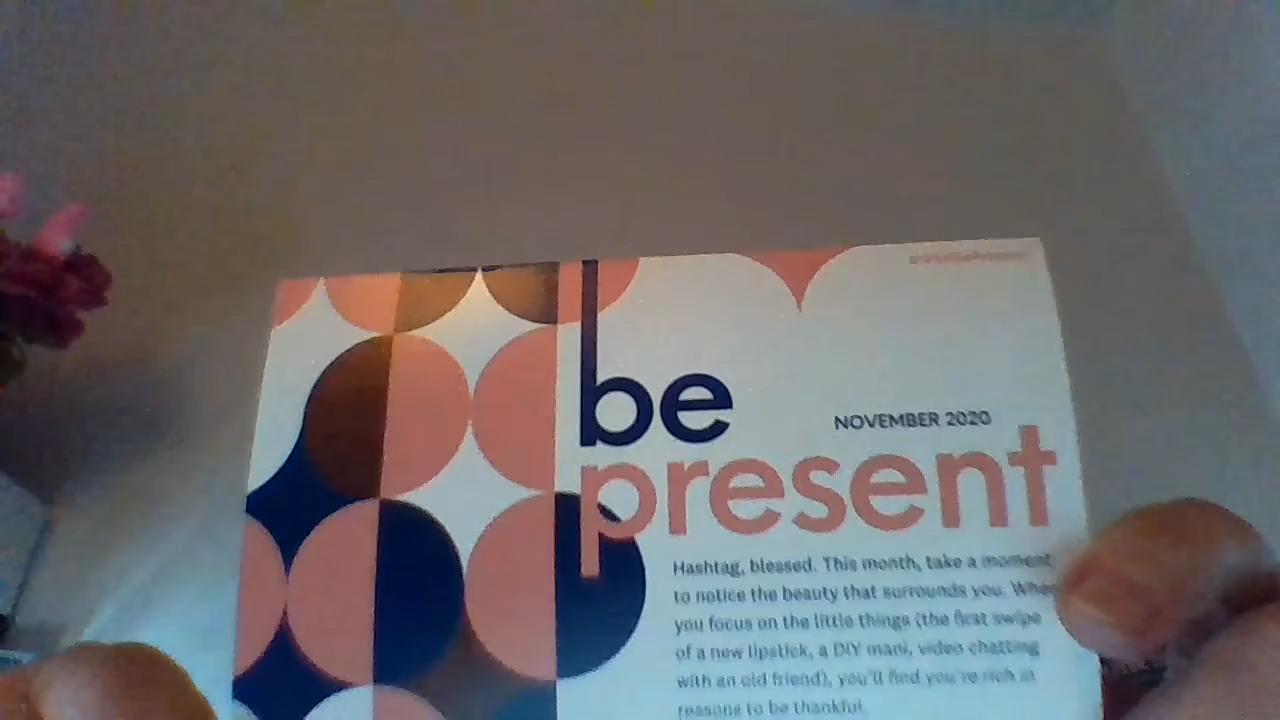 be
NOVEMBER 2020
present
Hashtag, blessed. This month, take a moment
to notice the beauty that surrounds you. When
you focus on the little things (the first swipe
of a new lipstick, a DIY mani, video chatting
with an old friend), you'll find you're rich in
reasons to be thankful.